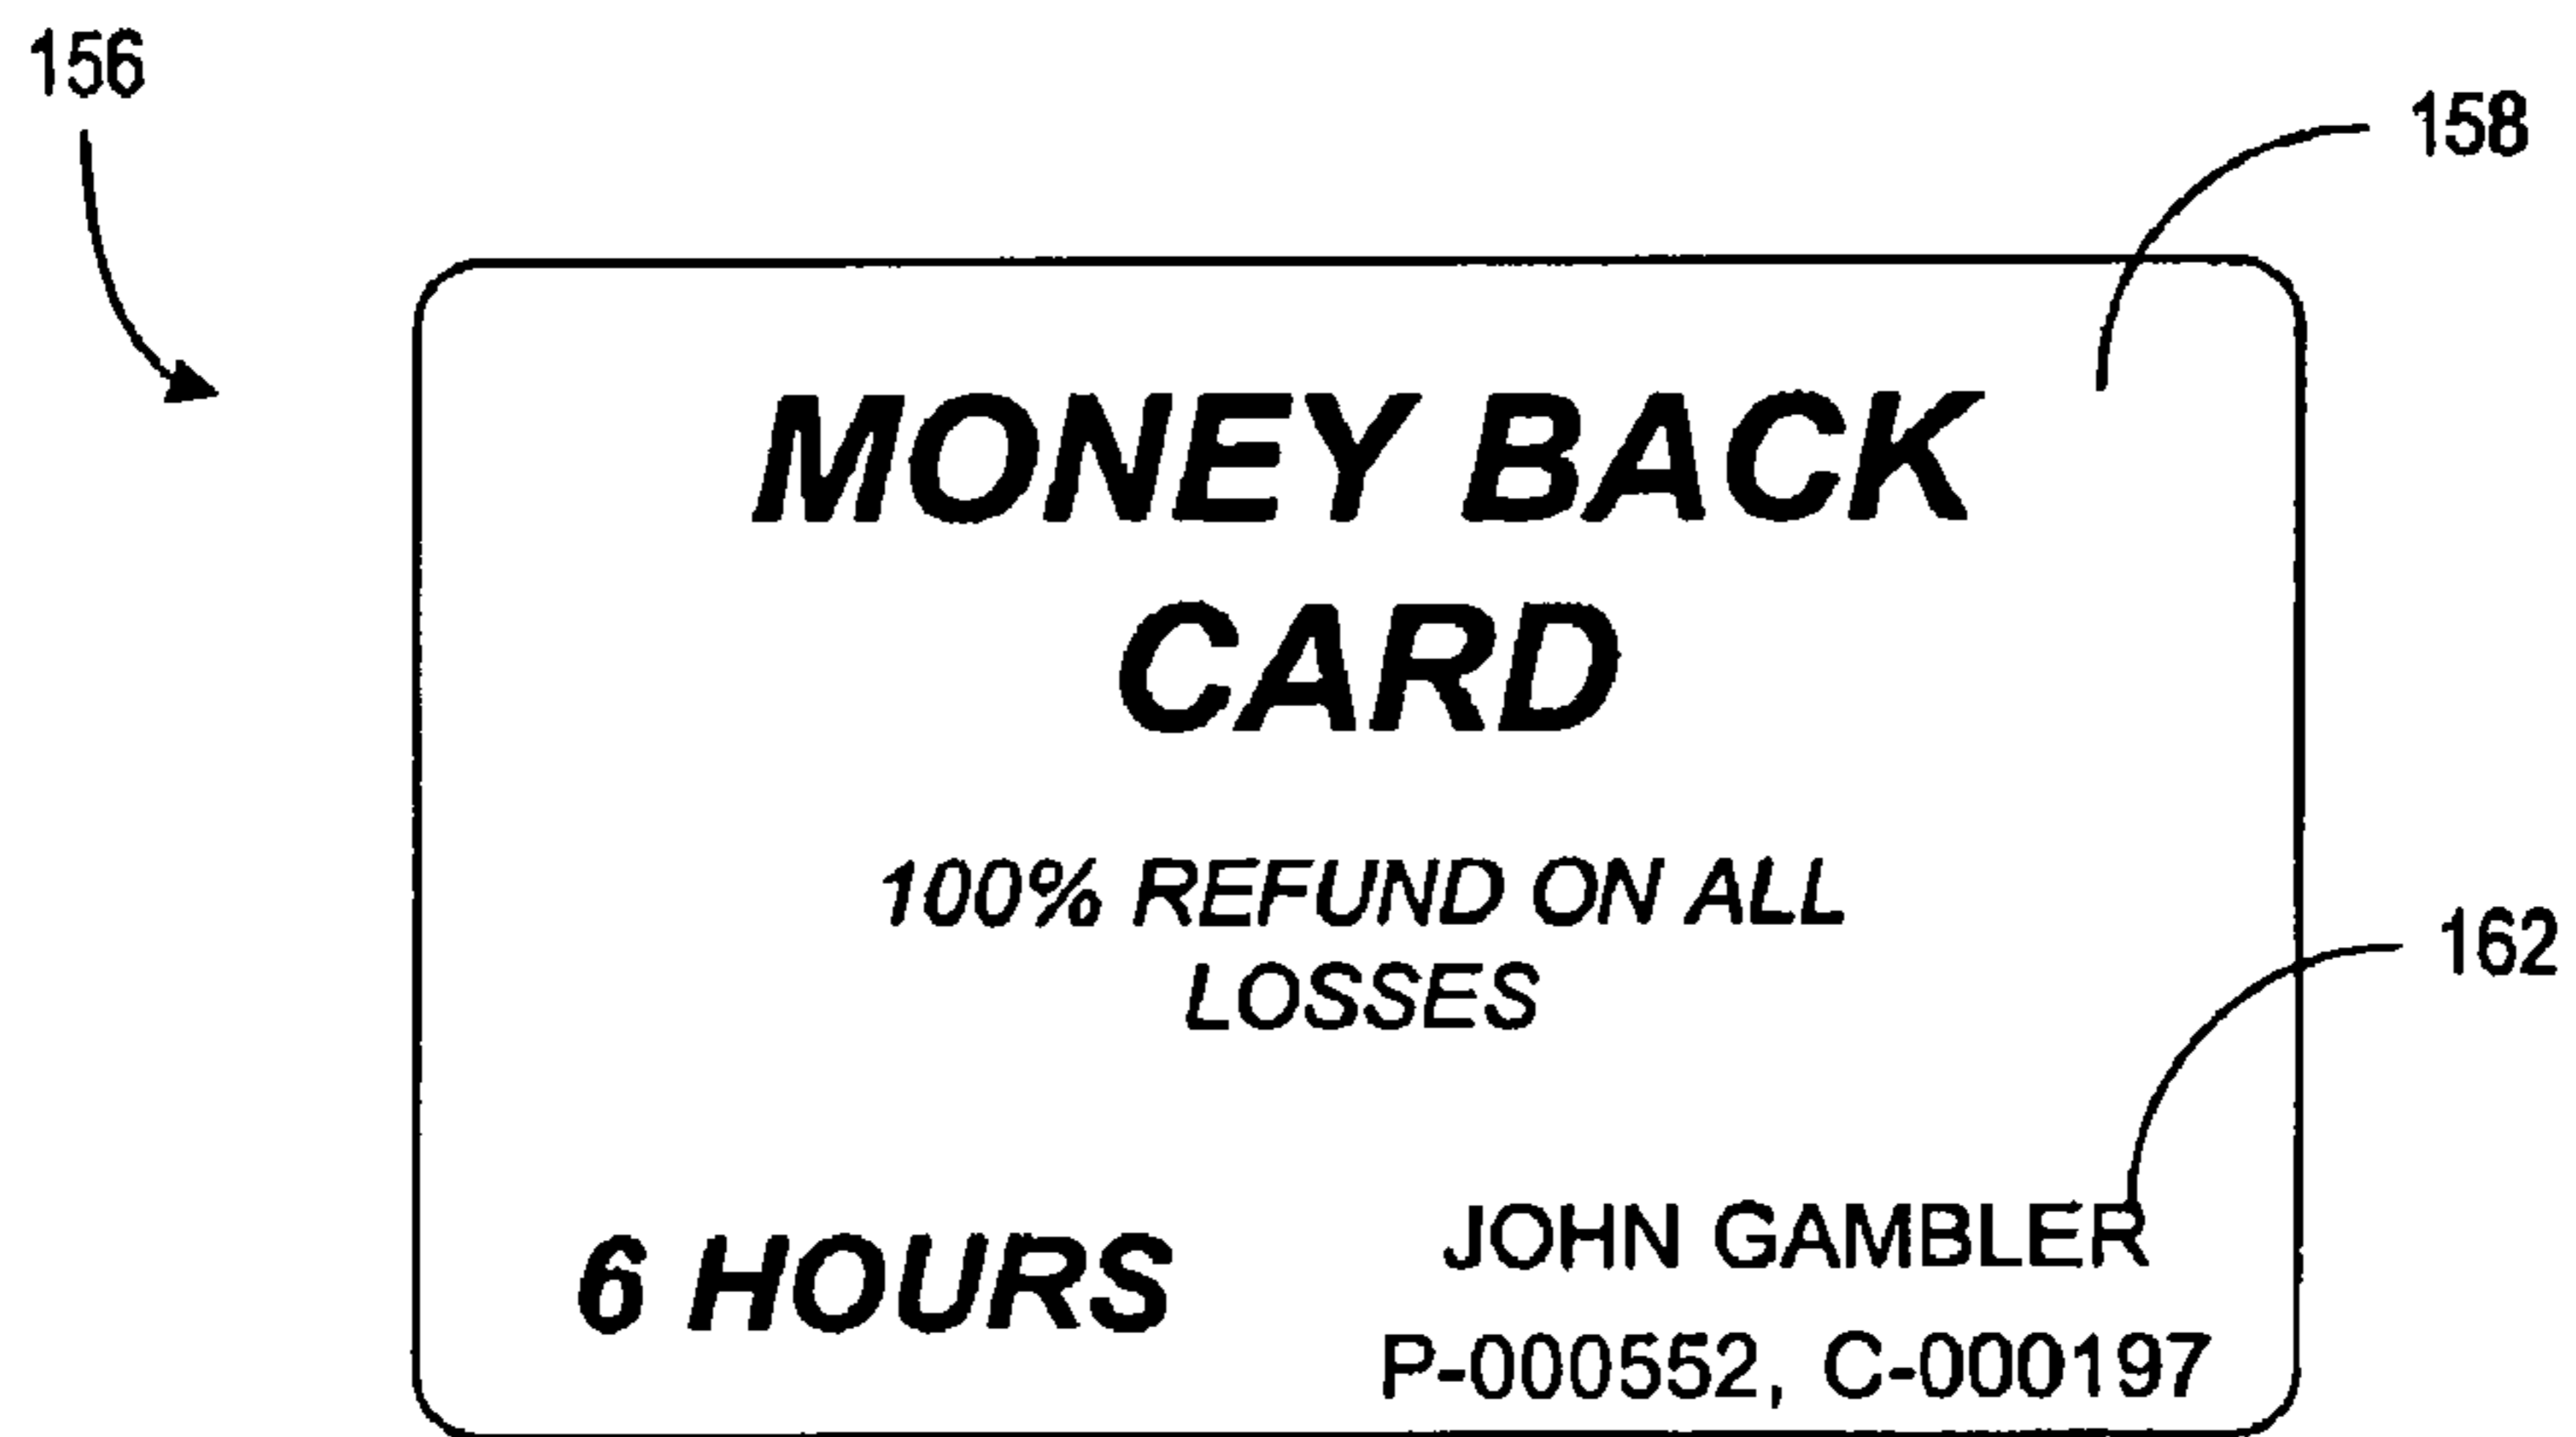 156
158
MONEY BACK
CARD
100% REFUND ON ALL
LOSSES
162
6 HOURS
JOHN GAMBLER
P-000552, C-000197